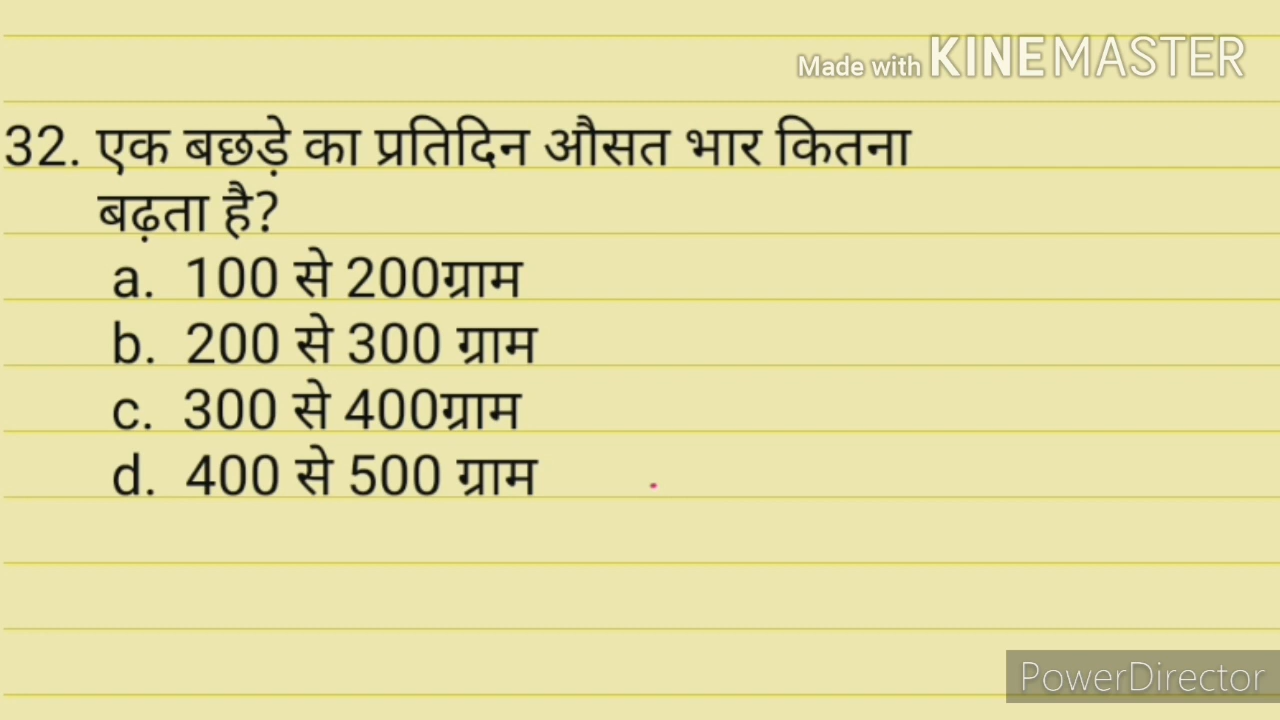 Made with KINEMASTER
32. एक बछड़े का प्रतिदिन औसत भार कितना
बढ़ता है?
a. 100 से 200ग्राम
b. 200 से 300 ग्राम
c. 300 से 400ग्राम
d. 400 से 500 ग्राम
PowerDirector